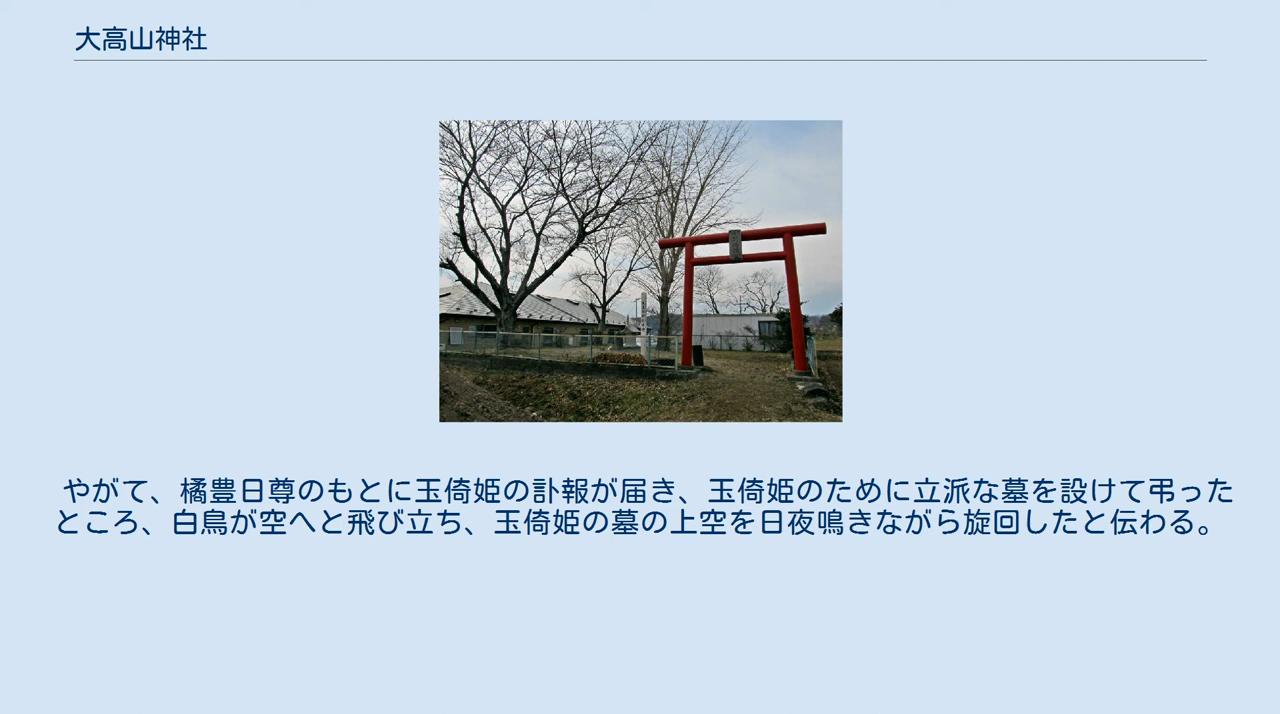 大高山神社
やがて、橘豊日尊のもとに玉倚姫の訃報が届き、玉倚姫のために立派な墓を設けて弔った
ところ、白鳥が空へと飛び立ち、玉倚姫の墓の上空を日夜鳴きながら旋回したと伝わる。